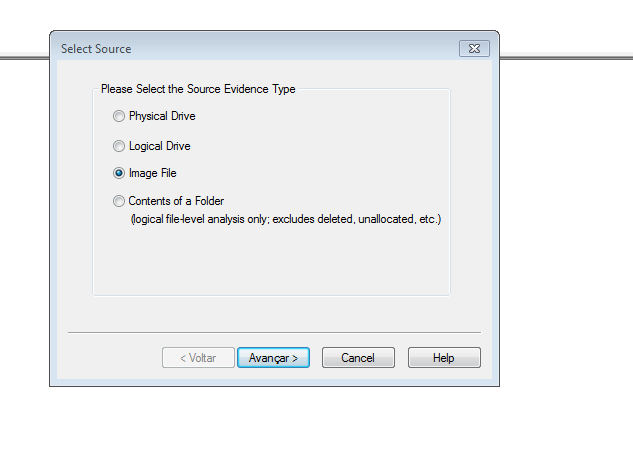 Select Source
Please Select the Source Evidence Type
Physical Drive
Logical Drive
Image File
Contents of a Folder
(logical file-level analysis only; excludes deleted, unallocated, etc.)
< Voltar
Avançar >
Cancel
Help